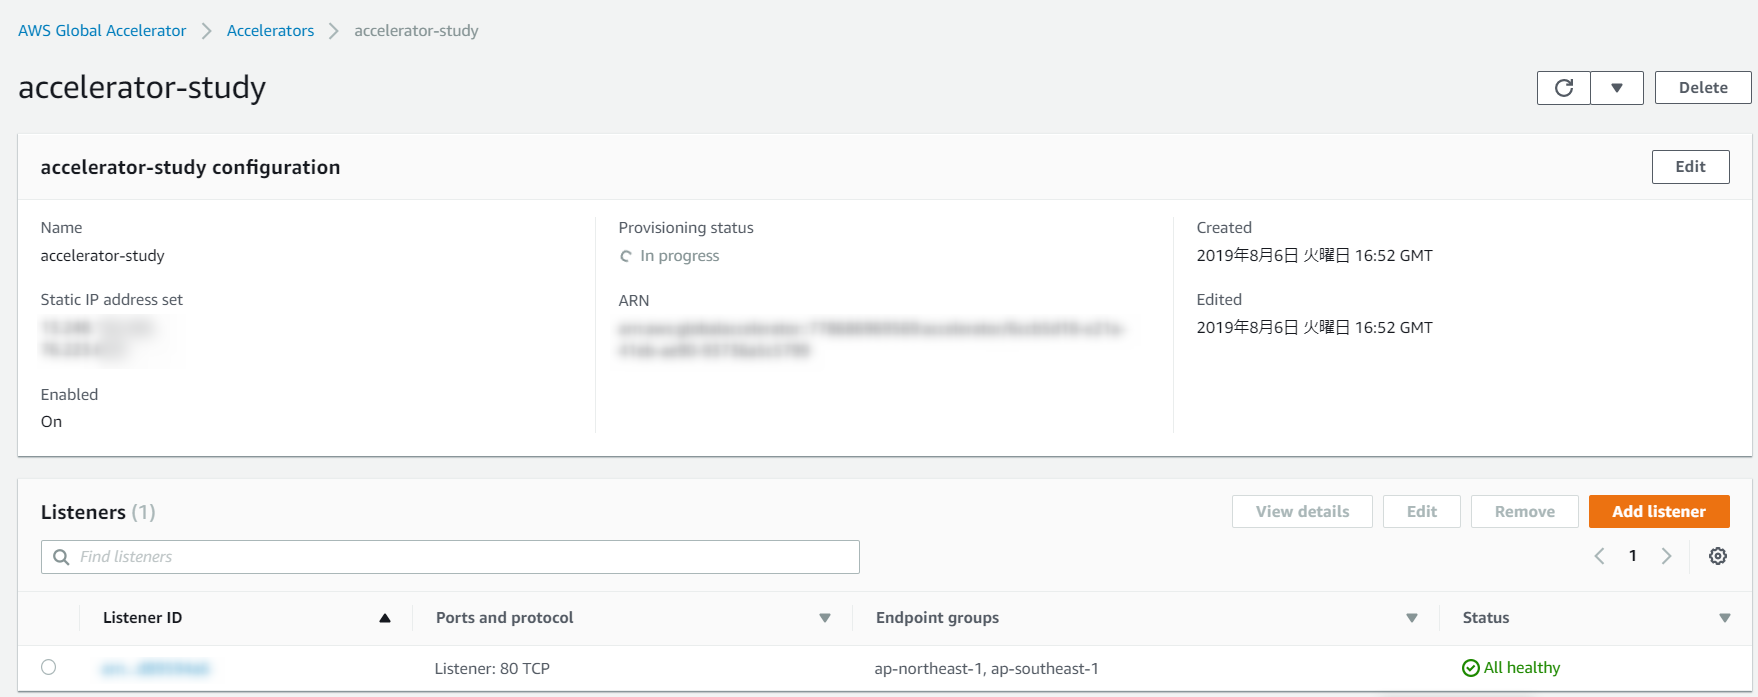 AWS Global Accelerator > Accelerators > accelerator-study
accelerator-study
Delete
accelerator-study configuration
Edit
Name
accelerator-study
Static IP address set
Enabled
On
Provisioning status
In progress
ARN
Created
2019年8月6日 火曜日 16:52 GMT
Edited
2019年8月6日 火曜日 16:52 GMT
Listeners (1)
View details
Edit
Remove
Add listener
Find listeners
1
Listener ID
Ports and protocol
Endpoint groups
Status
Listener: 80 TCP
ap-northeast-1, ap-southeast-1
All healthy